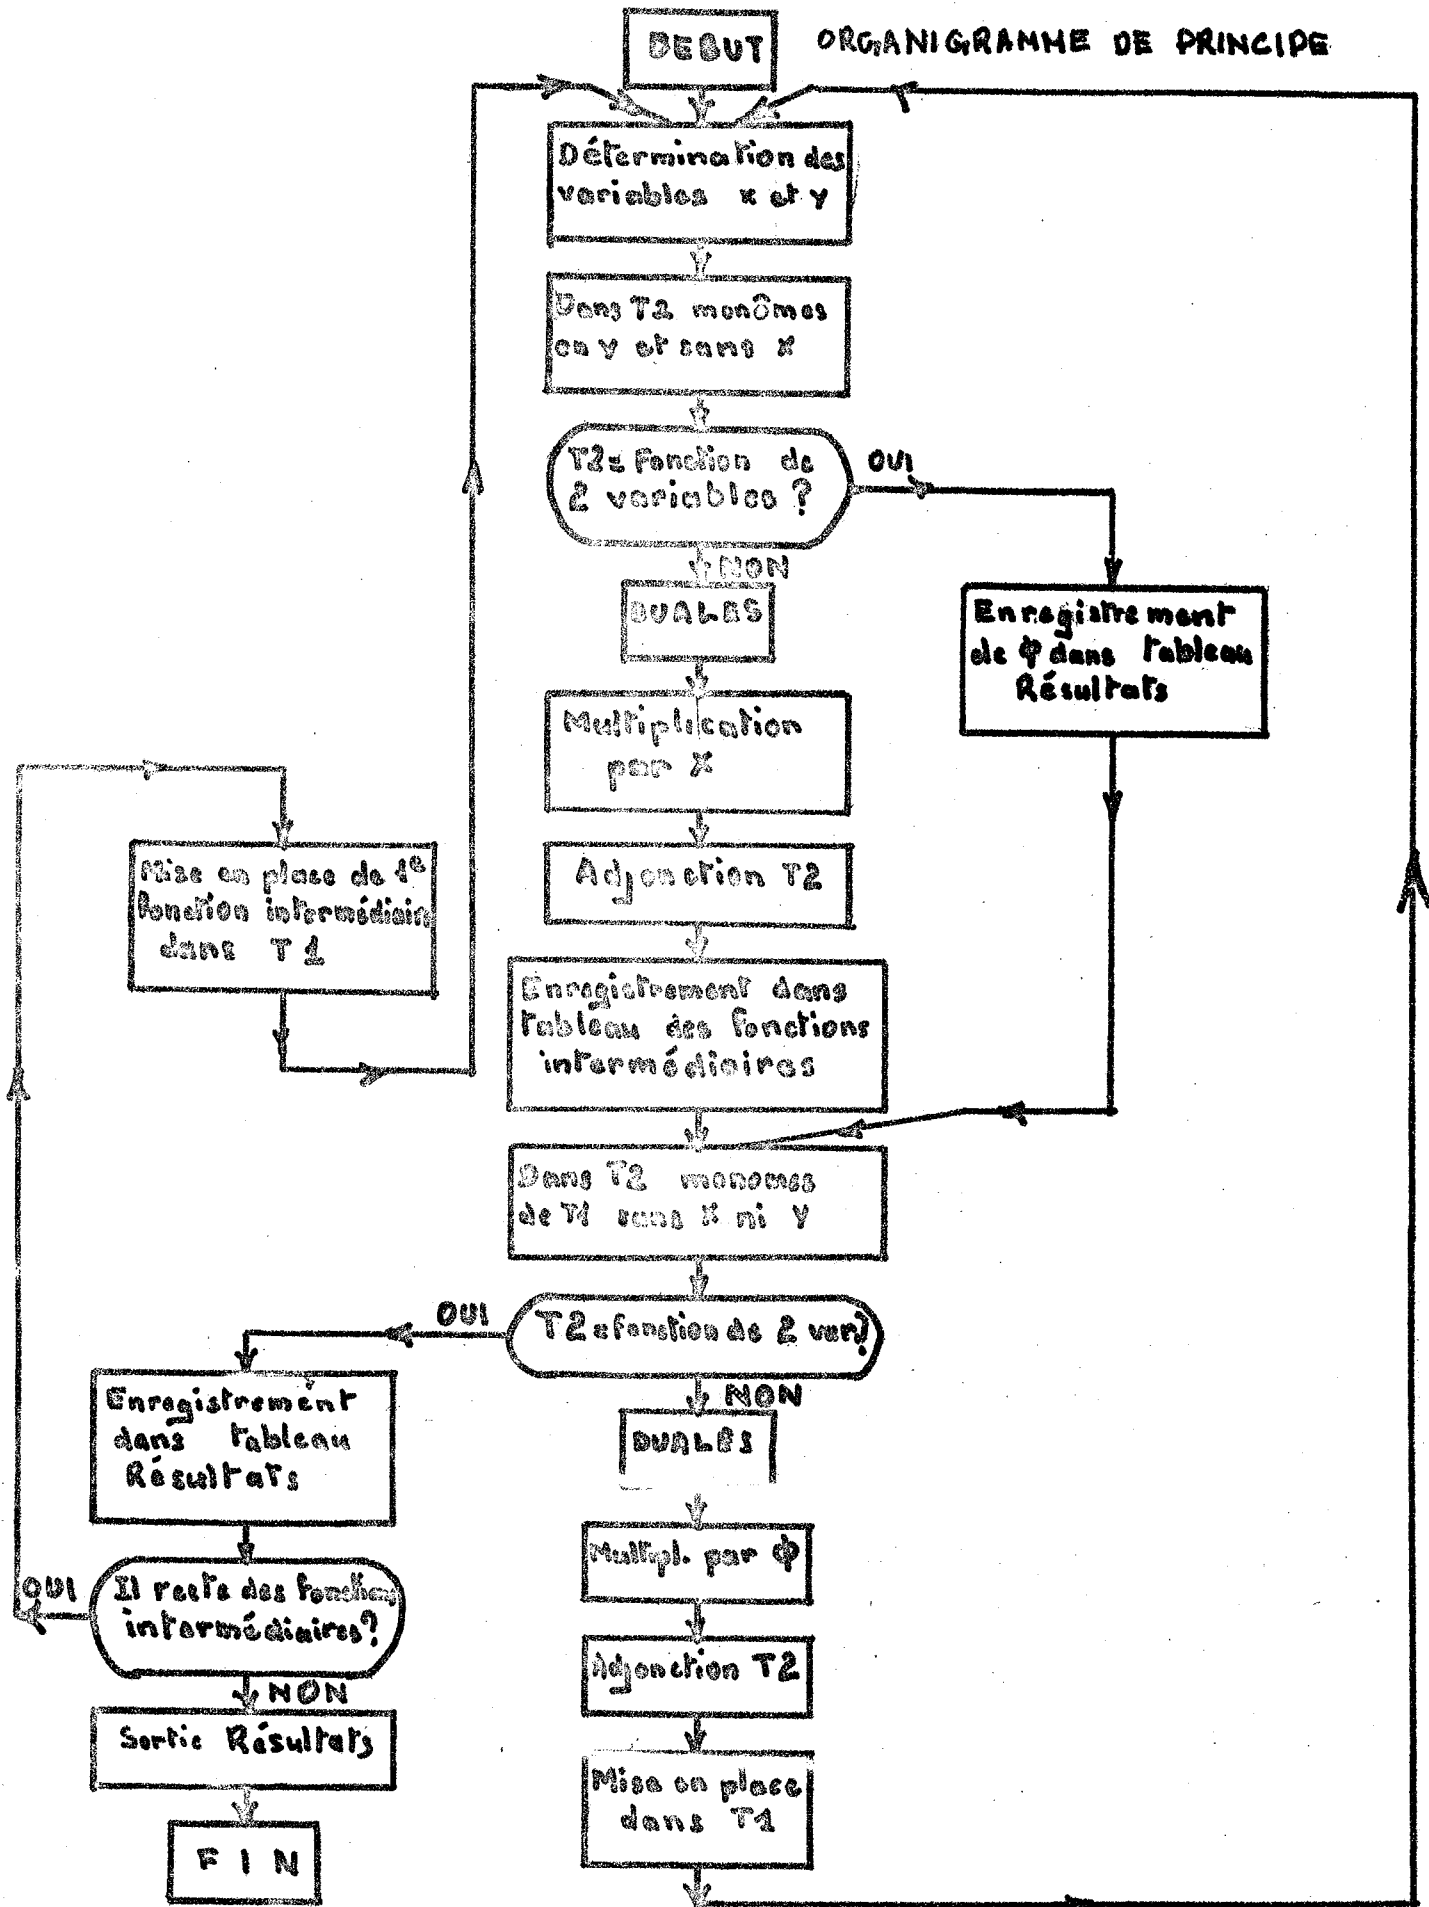 DEBUT
ORGANIGRAMME DE PRINCIPE
Détermination des
variables x et y
Dans T2 monômes
en y et sans x
T2 = fonction de
2 variables ?
OUI
NON
DUALES
Enregistrement
de φ dans tableau
Résultats
Multiplication
par x
Adjonction T2
Mise en place de 1e
fonction intermédiaire
dans T1
Enregistrement dans
tableau des fonctions
intermédiaires
Dans T2 monomes
de T1 sans x ni y
OUI
T2 = fonction de 2 var?
NON
Enregistrement
dans tableau
Résultats
DUALES
Multipl. par φ
OUI
Il reste des fonctions
intermédiaires?
Adjonction T2
NON
Sortie Résultats
Mise en place
dans T1
FIN